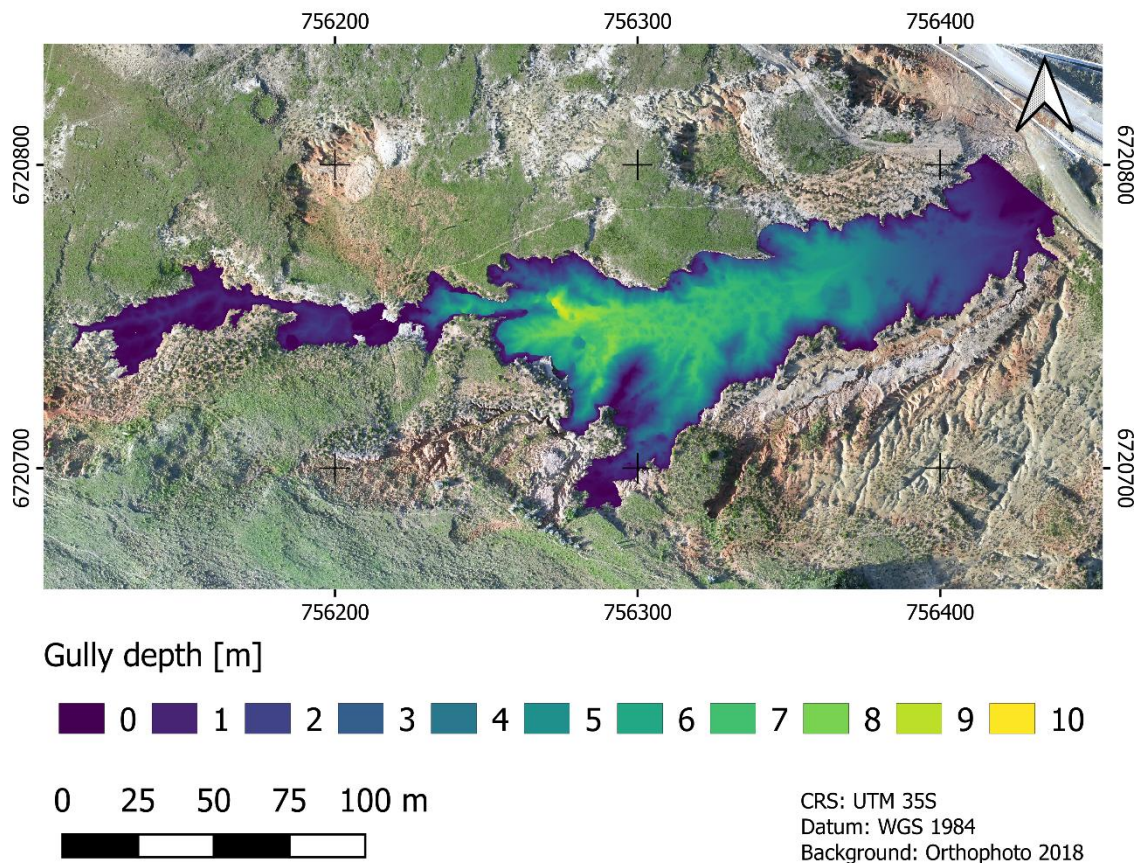 756200 756300 756400
6720800 6720800
6720700 6720700
756200 756300 756400
Gully depth [m]
0 1 2 3 4 5 6 7 8 9 10
0 25 50 75 100 m
CRS: UTM 35S
Datum: WGS 1984
Background: Orthophoto 2018